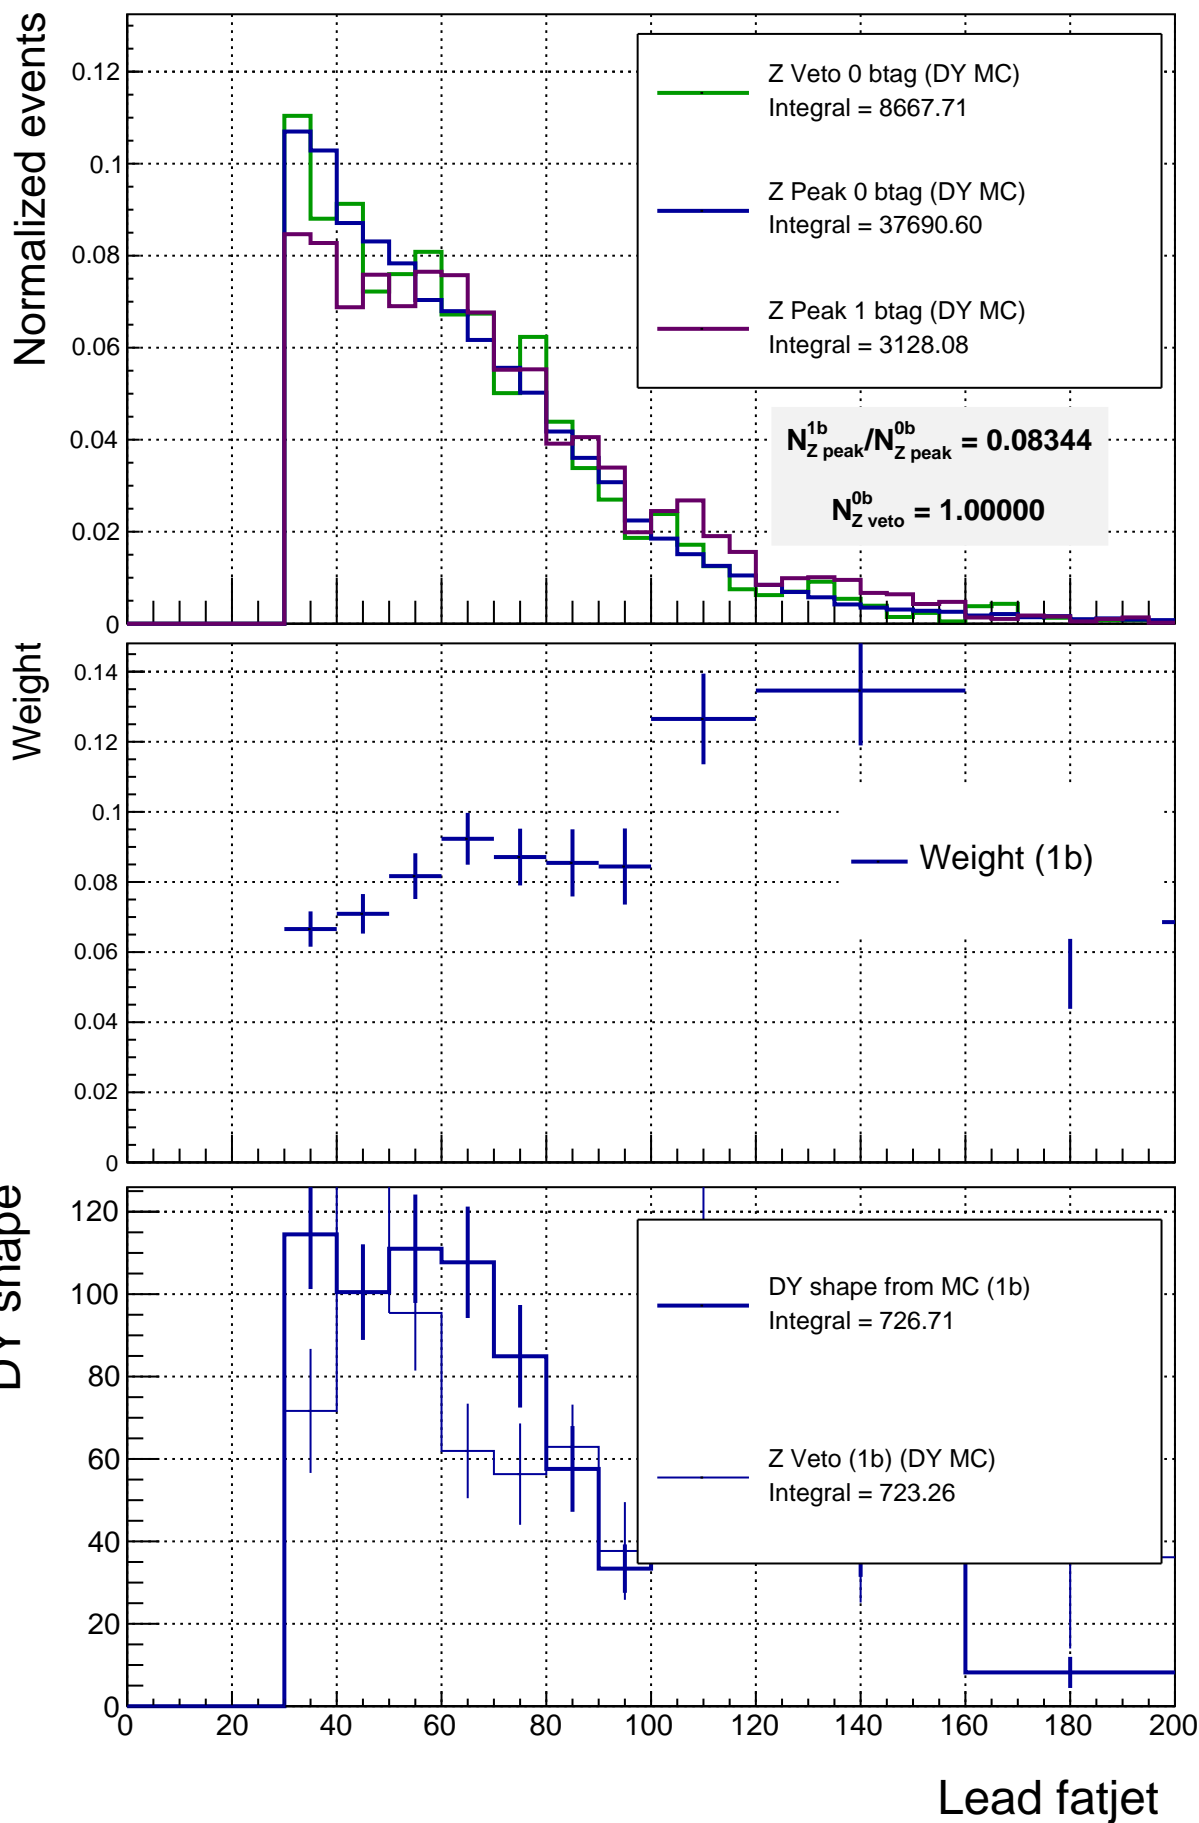 Normalized events
0.12
0.1
0.08
0.06
0.04
0.02
0
Z Veto 0 btag (DY MC)
Integral = 8667.71
Z Peak 0 btag (DY MC)
Integral = 37690.60
Z Peak 1 btag (DY MC)
Integral = 3128.08
N^{1b}_{Z peak}/N^{0b}_{Z peak} = 0.08344
N^{0b}_{Z veto} = 1.00000
Weight
0.14
0.12
0.1
0.08
0.06
0.04
0.02
0
Weight (1b)
DY shape
120
100
80
60
40
20
0
DY shape from MC (1b)
Integral = 726.71
Z Veto (1b) (DY MC)
Integral = 723.26
0 20 40 60 80 100 120 140 160 180 200
Lead fatjet